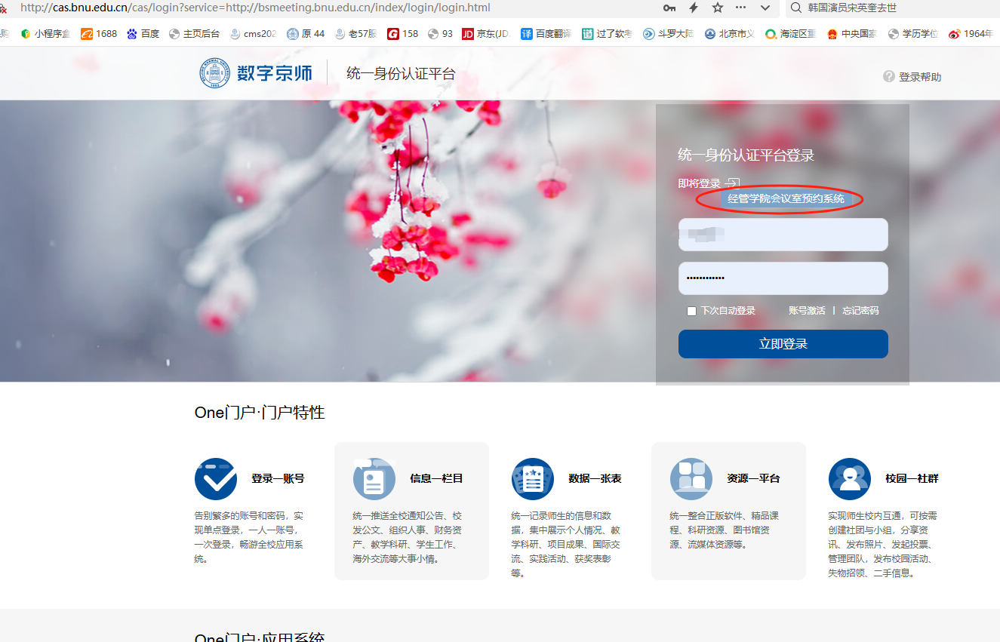 http://cas.bnu.edu.cn/cas/login?service=http://bsmeeting.bnu.edu.cn/index/login/login.html
韩国演员宋英奎去世
购 小程序盒 1688 百度 主页后台 cms202 原 44 老57服 158 93 京东(JD. 百度翻译 过了软考 斗罗大陆 北京市义 海淀区重 中央国家 学历学位 1964年
数字京师
统一身份认证平台
登录帮助
统一身份认证平台登录
即将登录
经管学院会议室预约系统
••••••••••••
下次自动登录 账号激活 | 忘记密码
立即登录
One门户·门户特性
登录一账号
告别繁多的账号和密码，实
现单点登录，一人一账号，
一次登录，畅游全校应用系
统。
信息一栏目
统一推送全校通知公告、校
发公文、组织人事、财务资
产、教学科研、学生工作、
海外交流等大事小情。
数据一张表
统一记录师生的信息和数
据，集中展示个人情况、教
学科研、项目成果、国际交
流、实践活动、获奖表彰
等。
资源一平台
统一整合正版软件、精品课
程、科研资源、图书馆资
源、流媒体资源等。
校园一社群
实现师生校内互通，可按需
创建社团与小组，分享资
讯、发布照片、发起投票、
管理团队，发布校园活动、
失物招领、二手信息。
One门户·应用系统